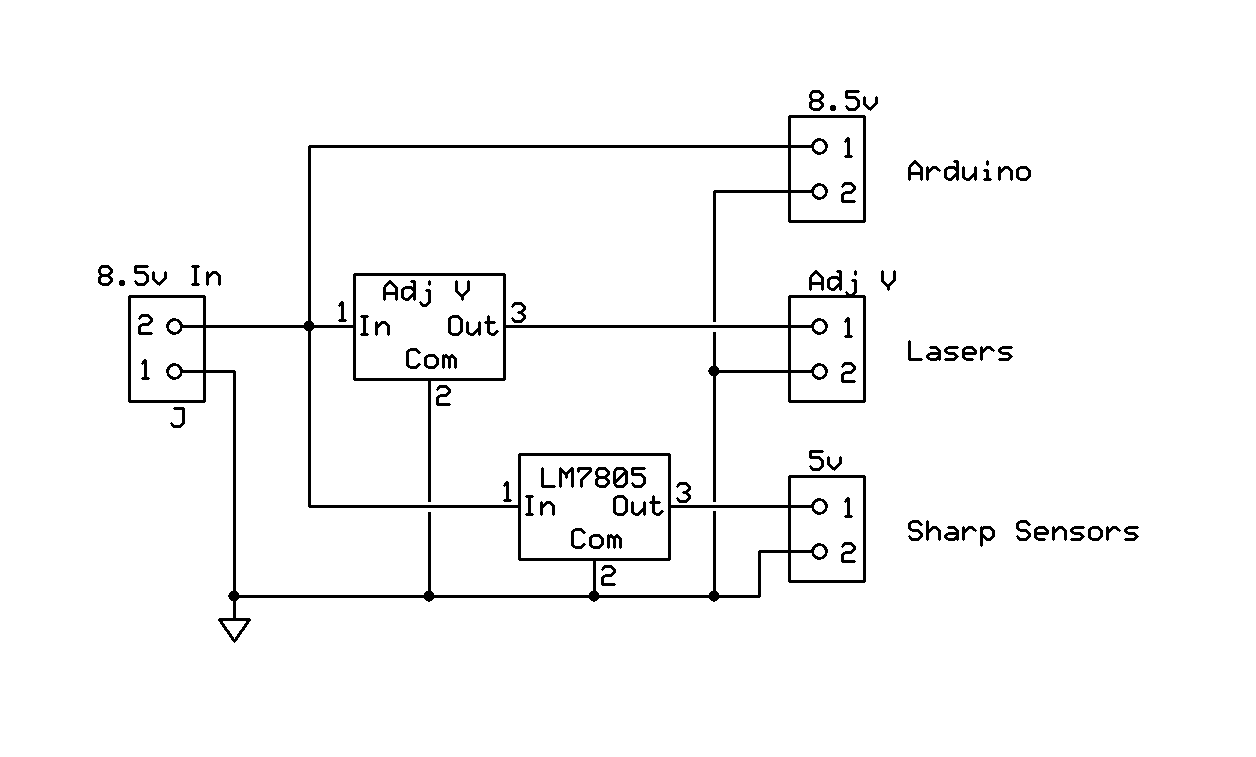 8.5v
1
2
Arduino
8.5v In
2
1
J
Adj V
1 In Out 3
Com
2
Adj V
1
2
Lasers
LM7805
1 In Out 3
Com
2
5v
1
2
Sharp Sensors